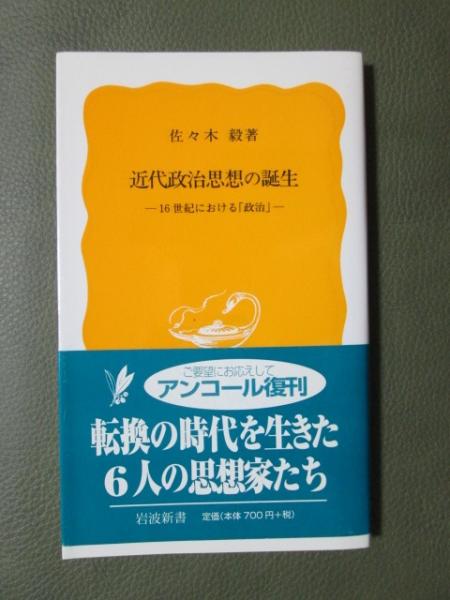 佐々木 毅著
近代政治思想の誕生
―16世紀における「政治」―
ご要望にお応えして
アンコール復刊
転換の時代を生きた
6人の思想家たち
岩波新書 定価(本体700円+税)